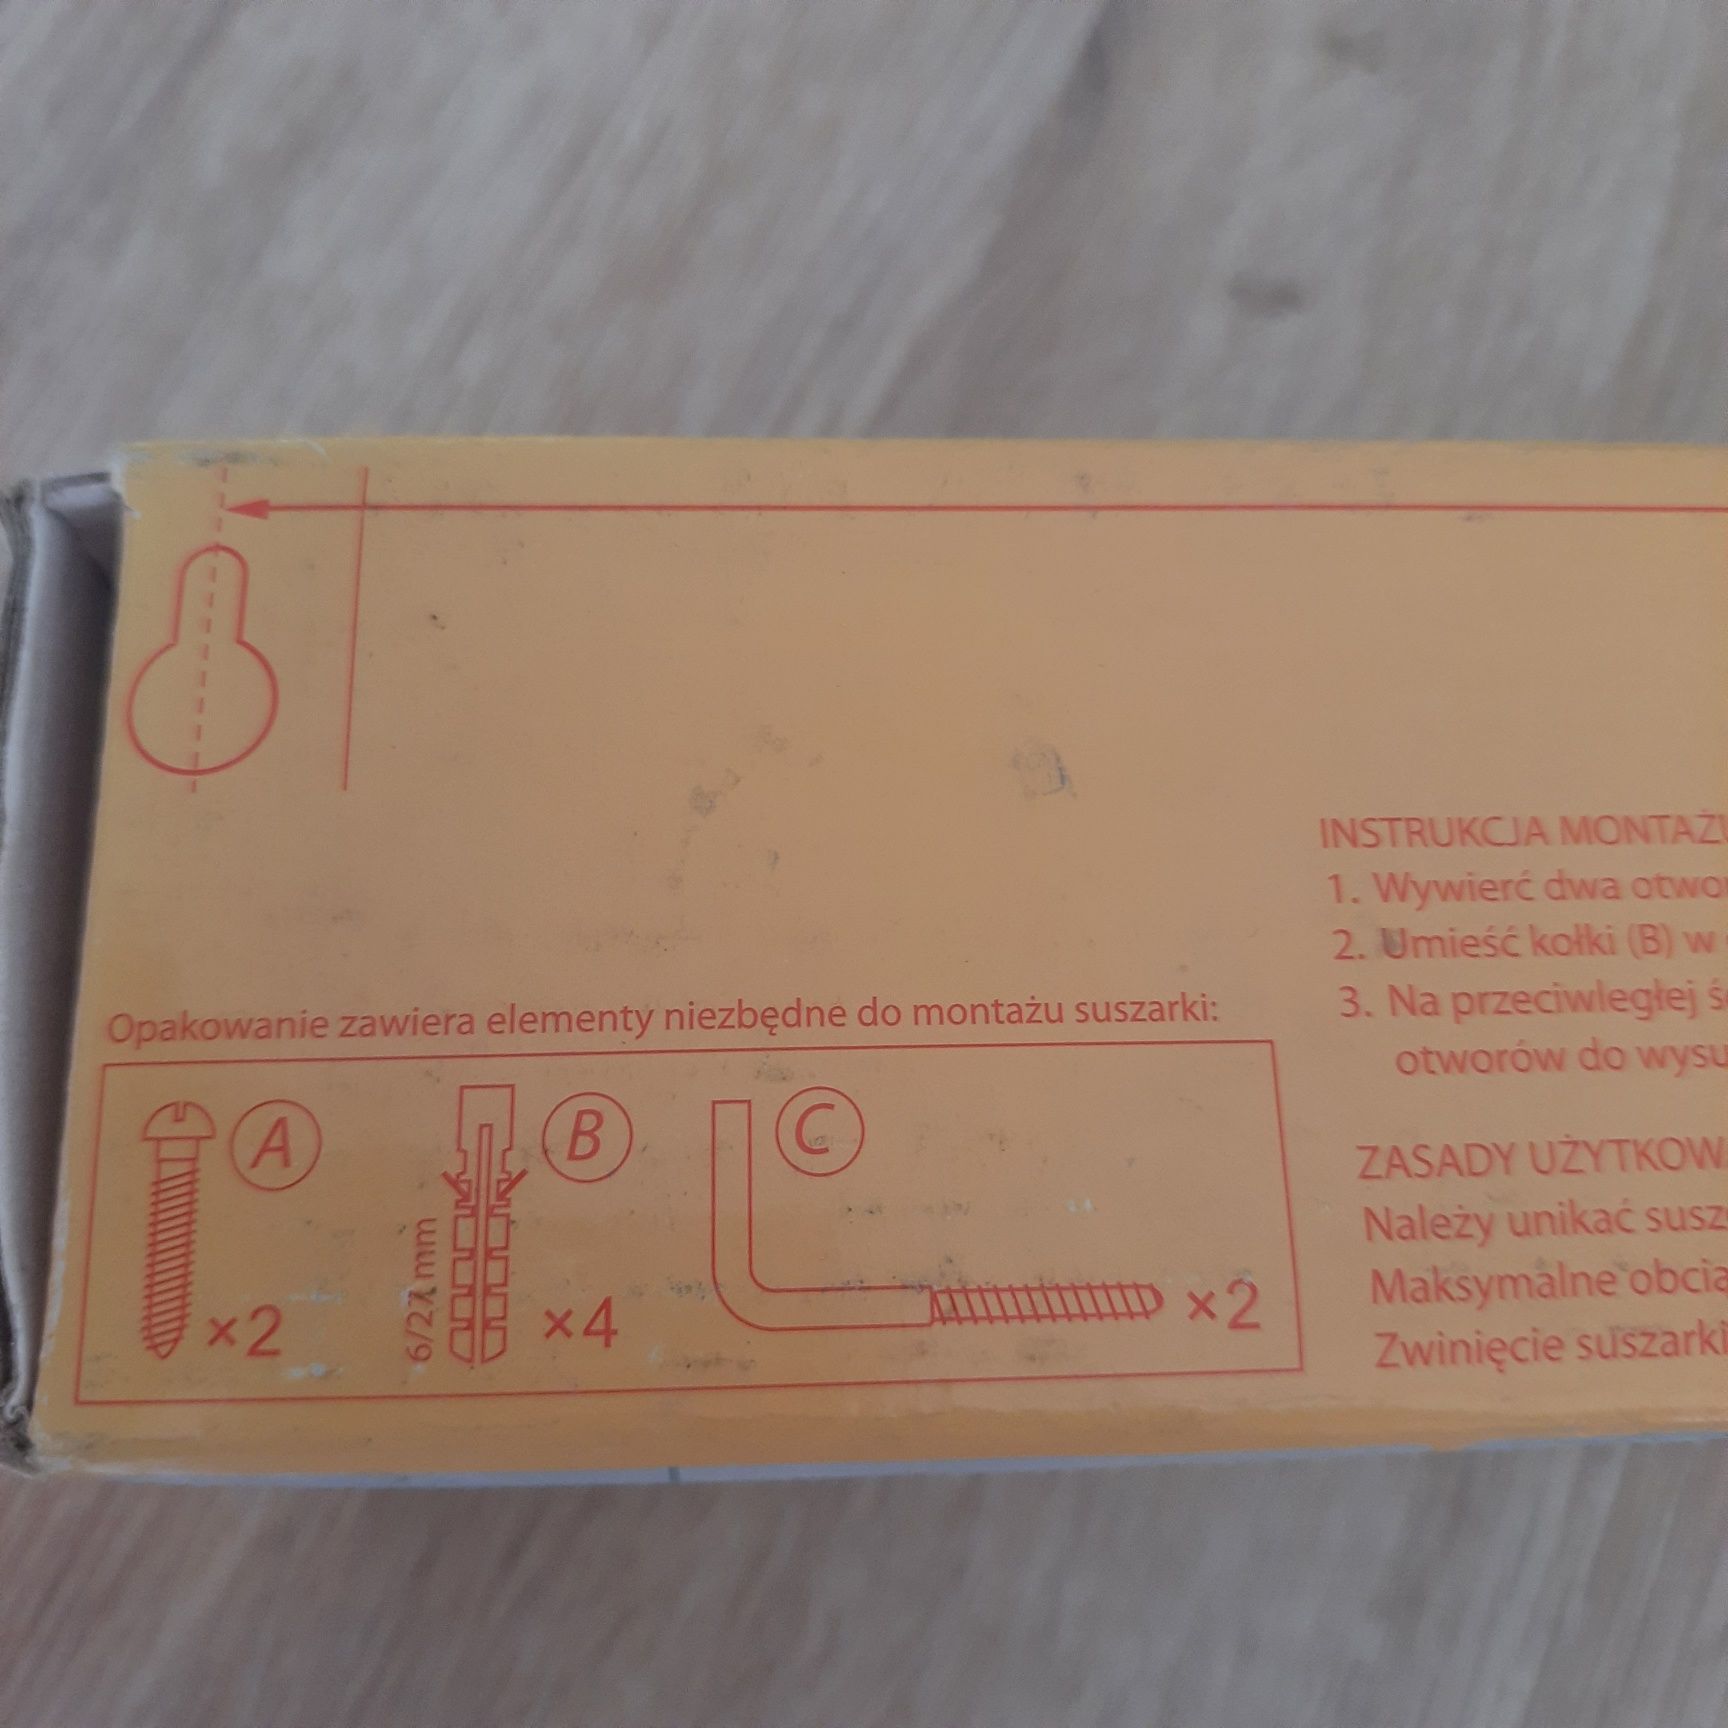 INSTRUKCJA MONTAŻ
1. Wywierć dwa otwo
2. Umieść kołki (B) w
3. Na przeciwległej ś
otworów do wysu
Opakowanie zawiera elementy niezbędne do montażu suszarki:
A
×2
6/27 mm
B
×4
C
×2
ZASADY UŻYTKOW
Należy unikać susz
Maksymalne obcią
Zwinięcie suszarki